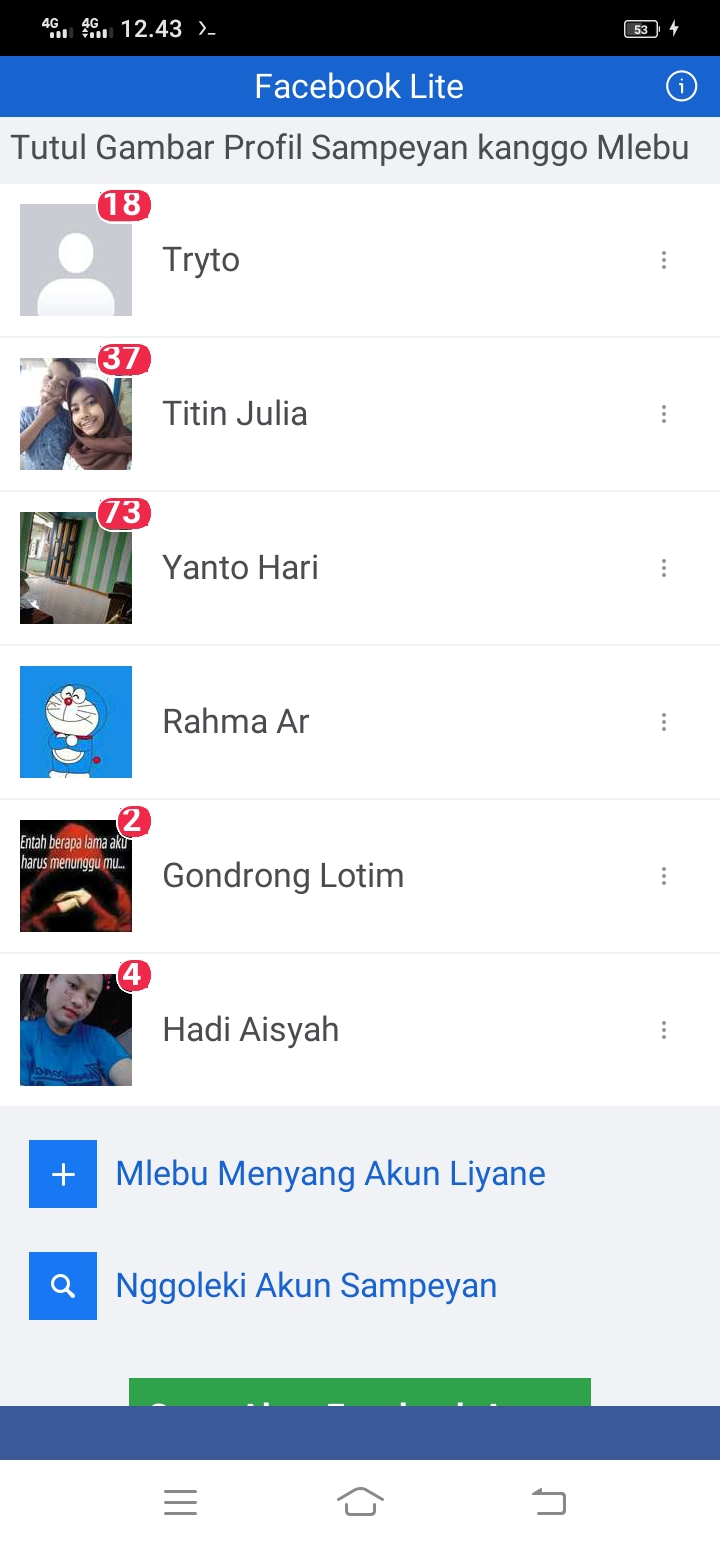 4G 4G 12.43 53
Facebook Lite
Tutul Gambar Profil Sampeyan kanggo Mlebu
18
Tryto
37
Titin Julia
73
Yanto Hari
Rahma Ar
2
Entah berapa lama aku
harus menunggu mu...
Gondrong Lotim
4
Hadi Aisyah
Mlebu Menyang Akun Liyane
Nggoleki Akun Sampeyan